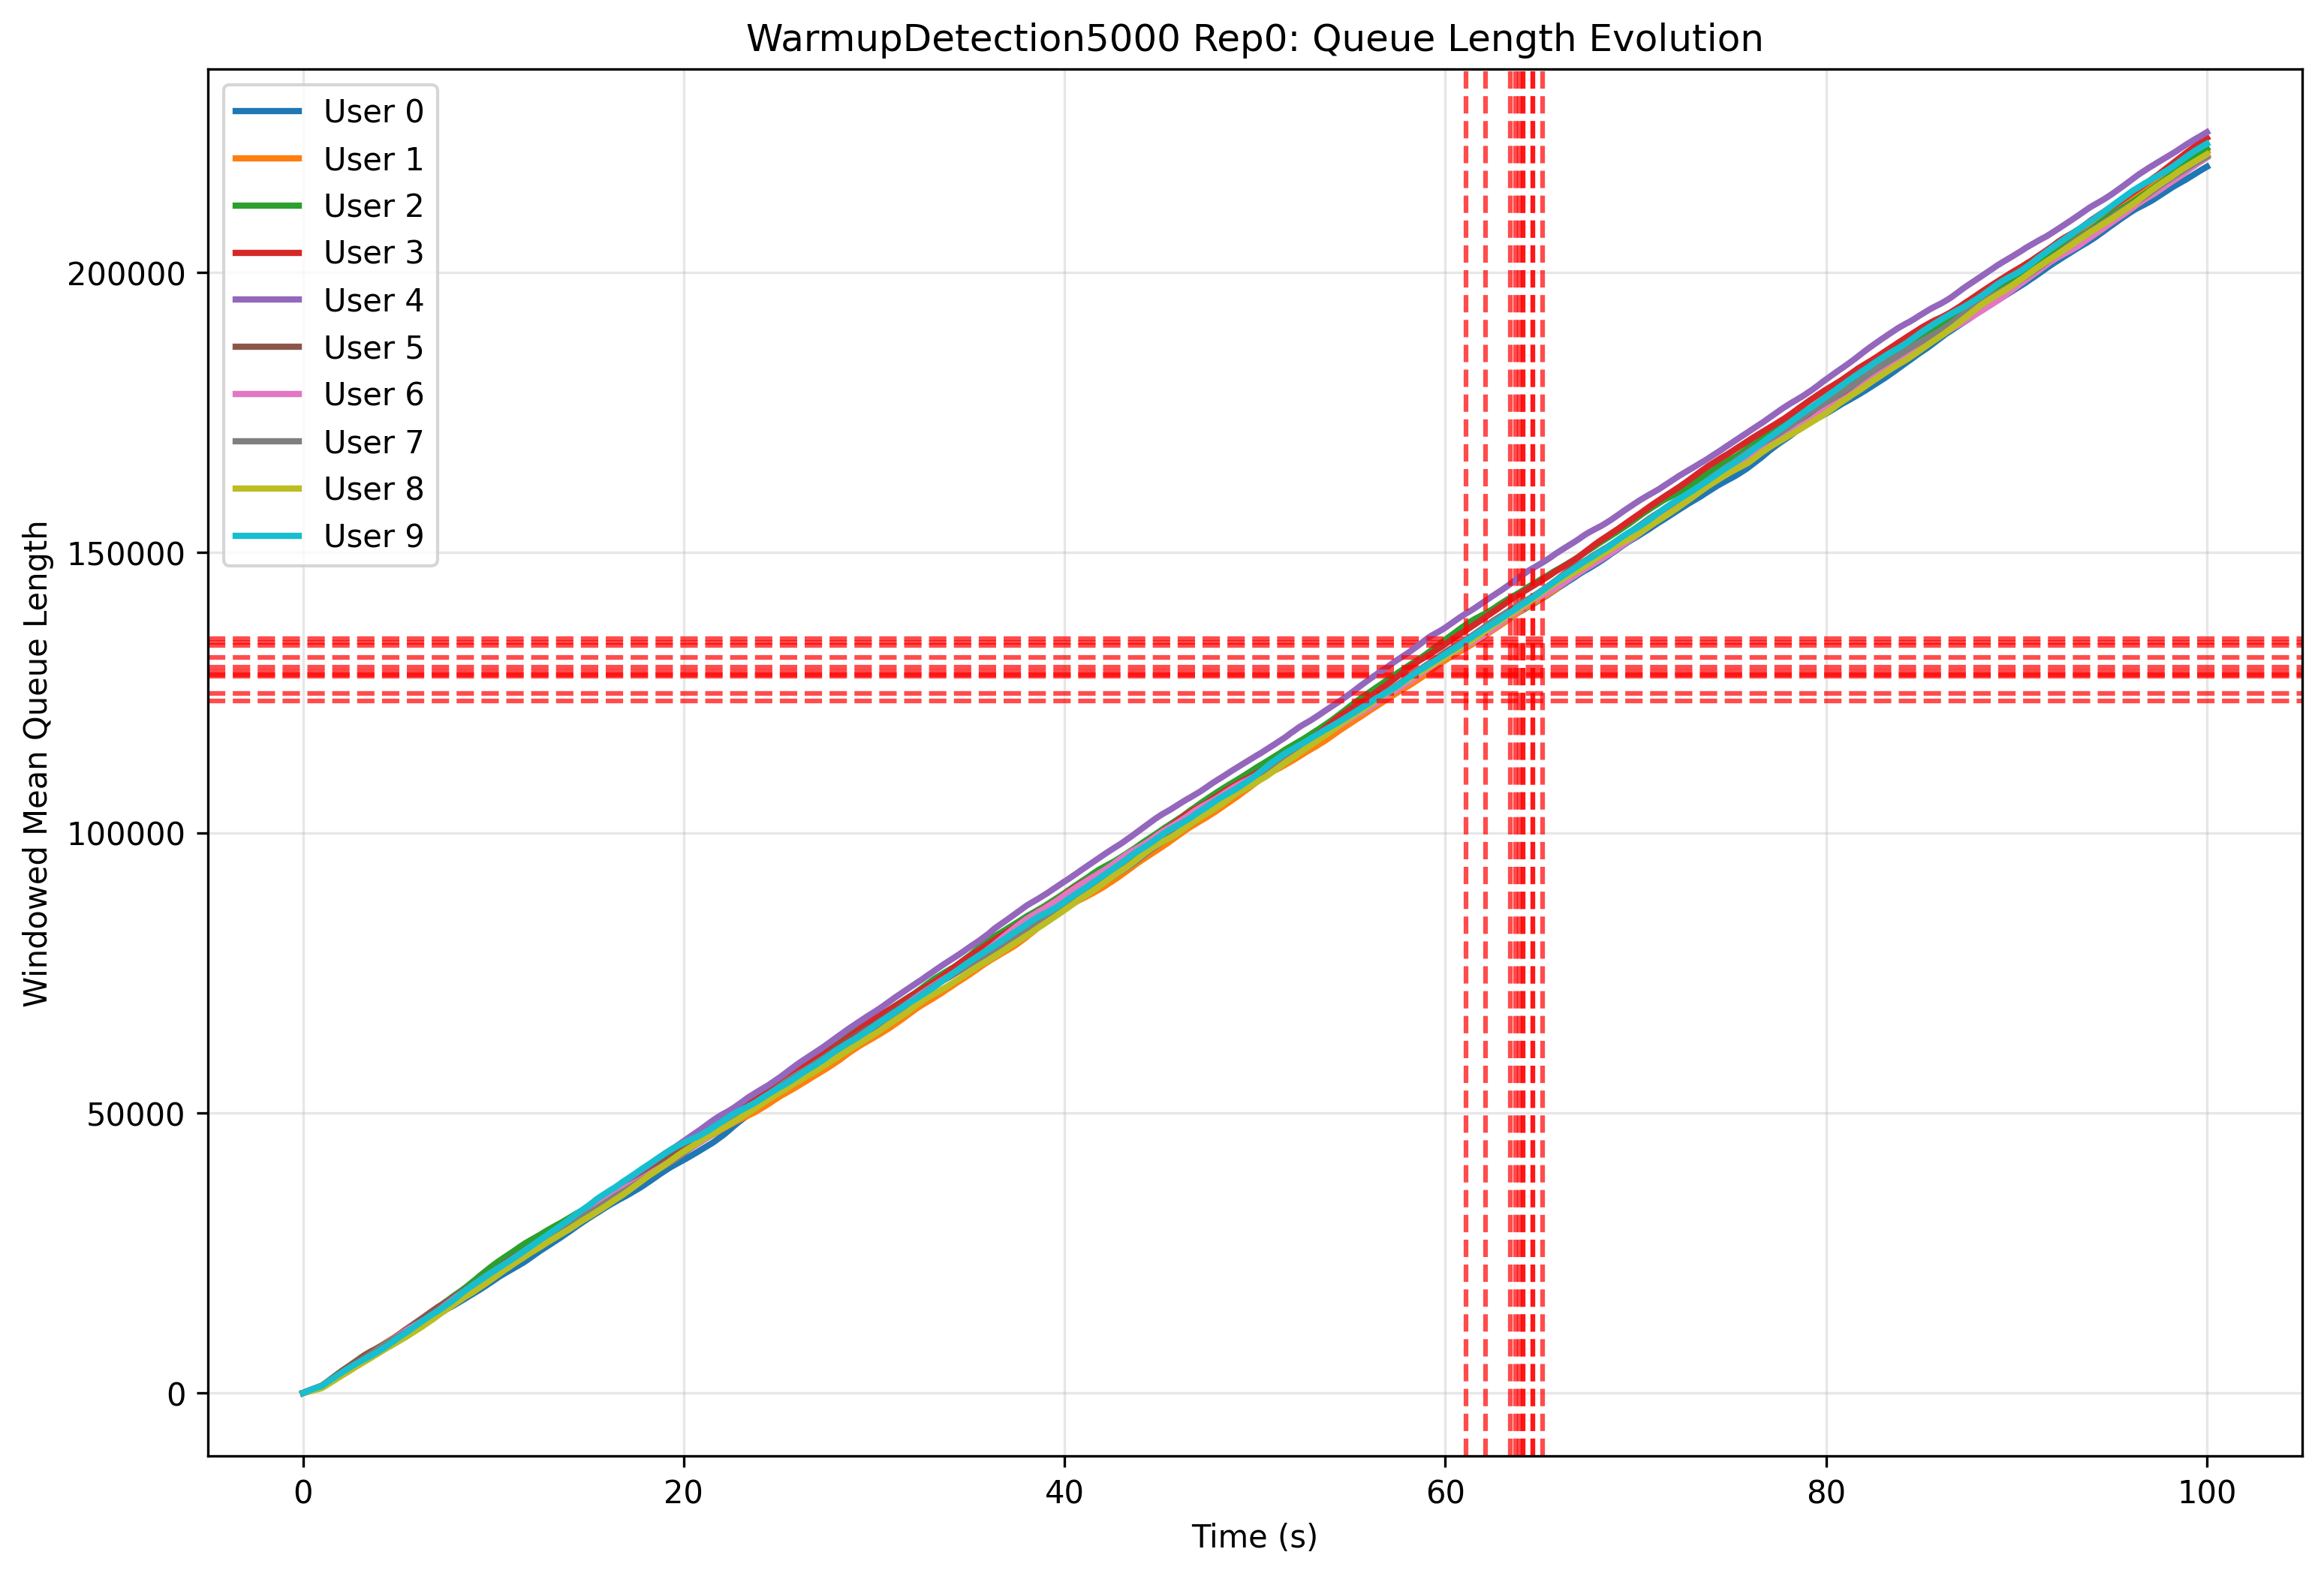 WarmupDetection5000 Rep0: Queue Length Evolution
User 0
User 1
User 2
User 3
User 4
User 5
User 6
User 7
User 8
User 9
Windowed Mean Queue Length
200000
150000
100000
50000
0
0 20 40 60 80 100
Time (s)